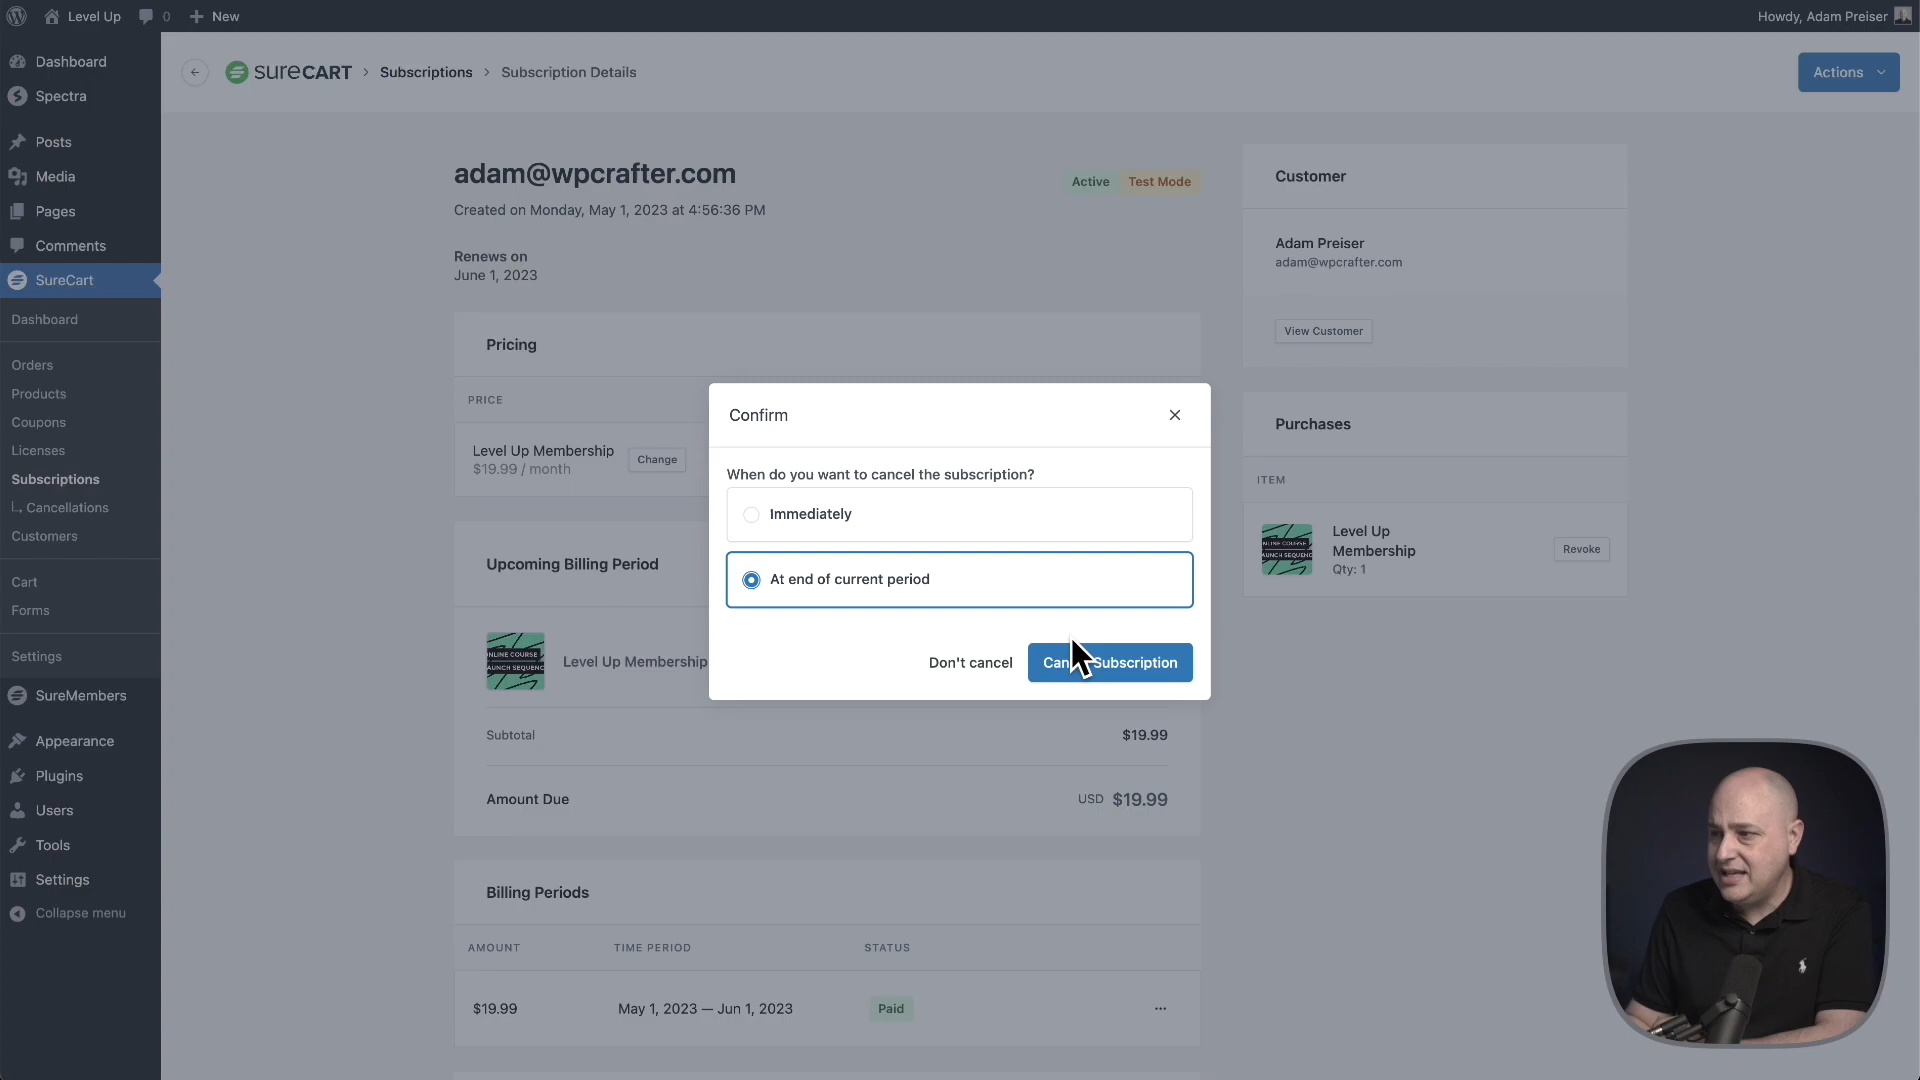 Level Up
0
New
Howdy, Adam Preiser
Dashboard
Spectra
Posts
Media
Pages
Comments
SureCart
Dashboard
Orders
Products
Coupons
Licenses
Subscriptions
Cancellations
Customers
Cart
Forms
Settings
SureMembers
Appearance
Plugins
Users
Tools
Settings
Collapse menu
SURECART > Subscriptions > Subscription Details
Actions
adam@wpcrafter.com
Active
Test Mode
Created on Monday, May 1, 2023 at 4:56:36 PM
Renews on
June 1, 2023
Pricing
PRICE
Level Up Membership
$19.99 / month
Change
Upcoming Billing Period
ONLINE COURSE
LAUNCH SEQUENC
Level Up Membership
Subtotal
$19.99
Amount Due
USD $19.99
Billing Periods
AMOUNT
TIME PERIOD
STATUS
$19.99
May 1, 2023 — Jun 1, 2023
Paid
...
Confirm
When do you want to cancel the subscription?
Immediately
At end of current period
Don't cancel
Subscription
Customer
Adam Preiser
adam@wpcrafter.com
View Customer
Purchases
ITEM
Level Up
Membership
Qty: 1
Revoke